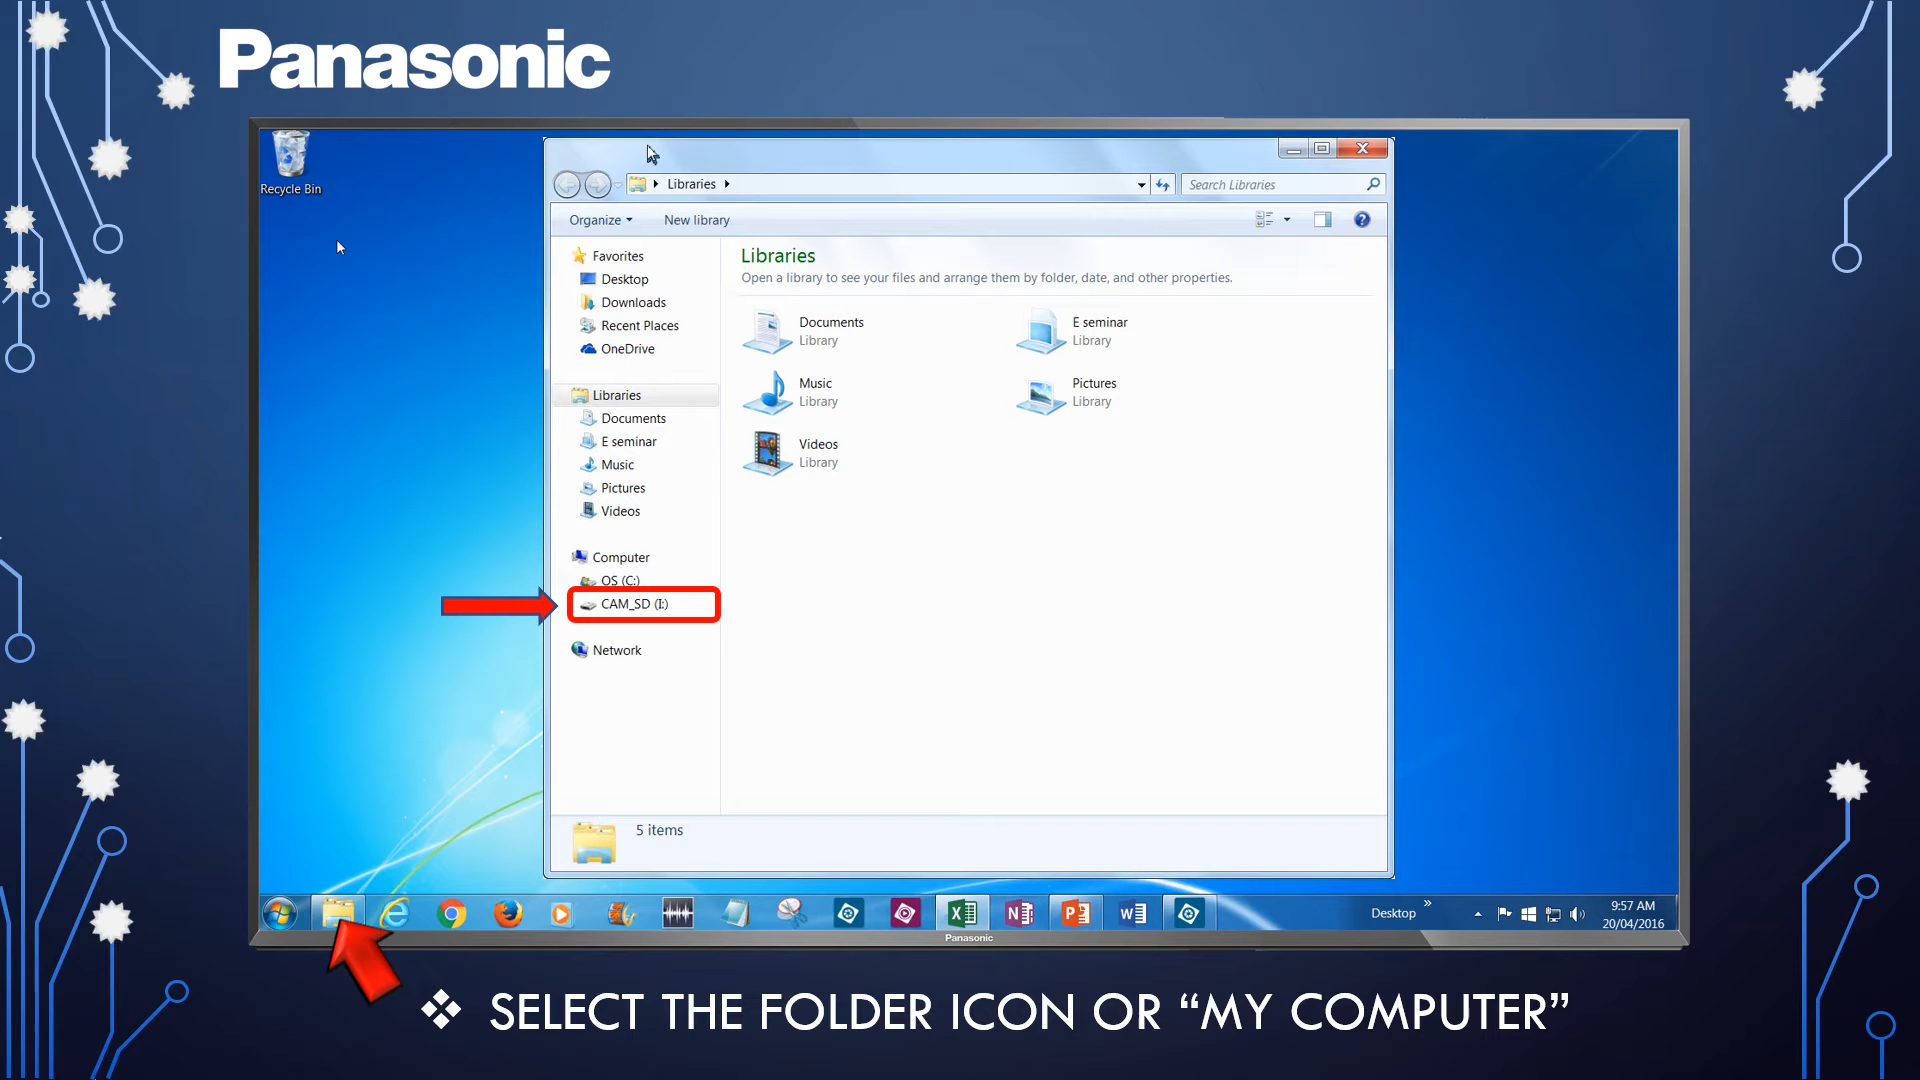 Panasonic
Recycle Bin
Libraries
Search Libraries
Organize
New library
Favorites
Desktop
Downloads
Recent Places
OneDrive
Libraries
Documents
E seminar
Music
Pictures
Videos
Computer
OS (C:)
CAM_SD (I:)
Network
Libraries
Open a library to see your files and arrange them by folder, date, and other properties.
Documents
Library
E seminar
Library
Music
Library
Pictures
Library
Videos
Library
5 items
Desktop
9:57 AM
20/04/2016
Panasonic
❖ SELECT THE FOLDER ICON OR “MY COMPUTER”